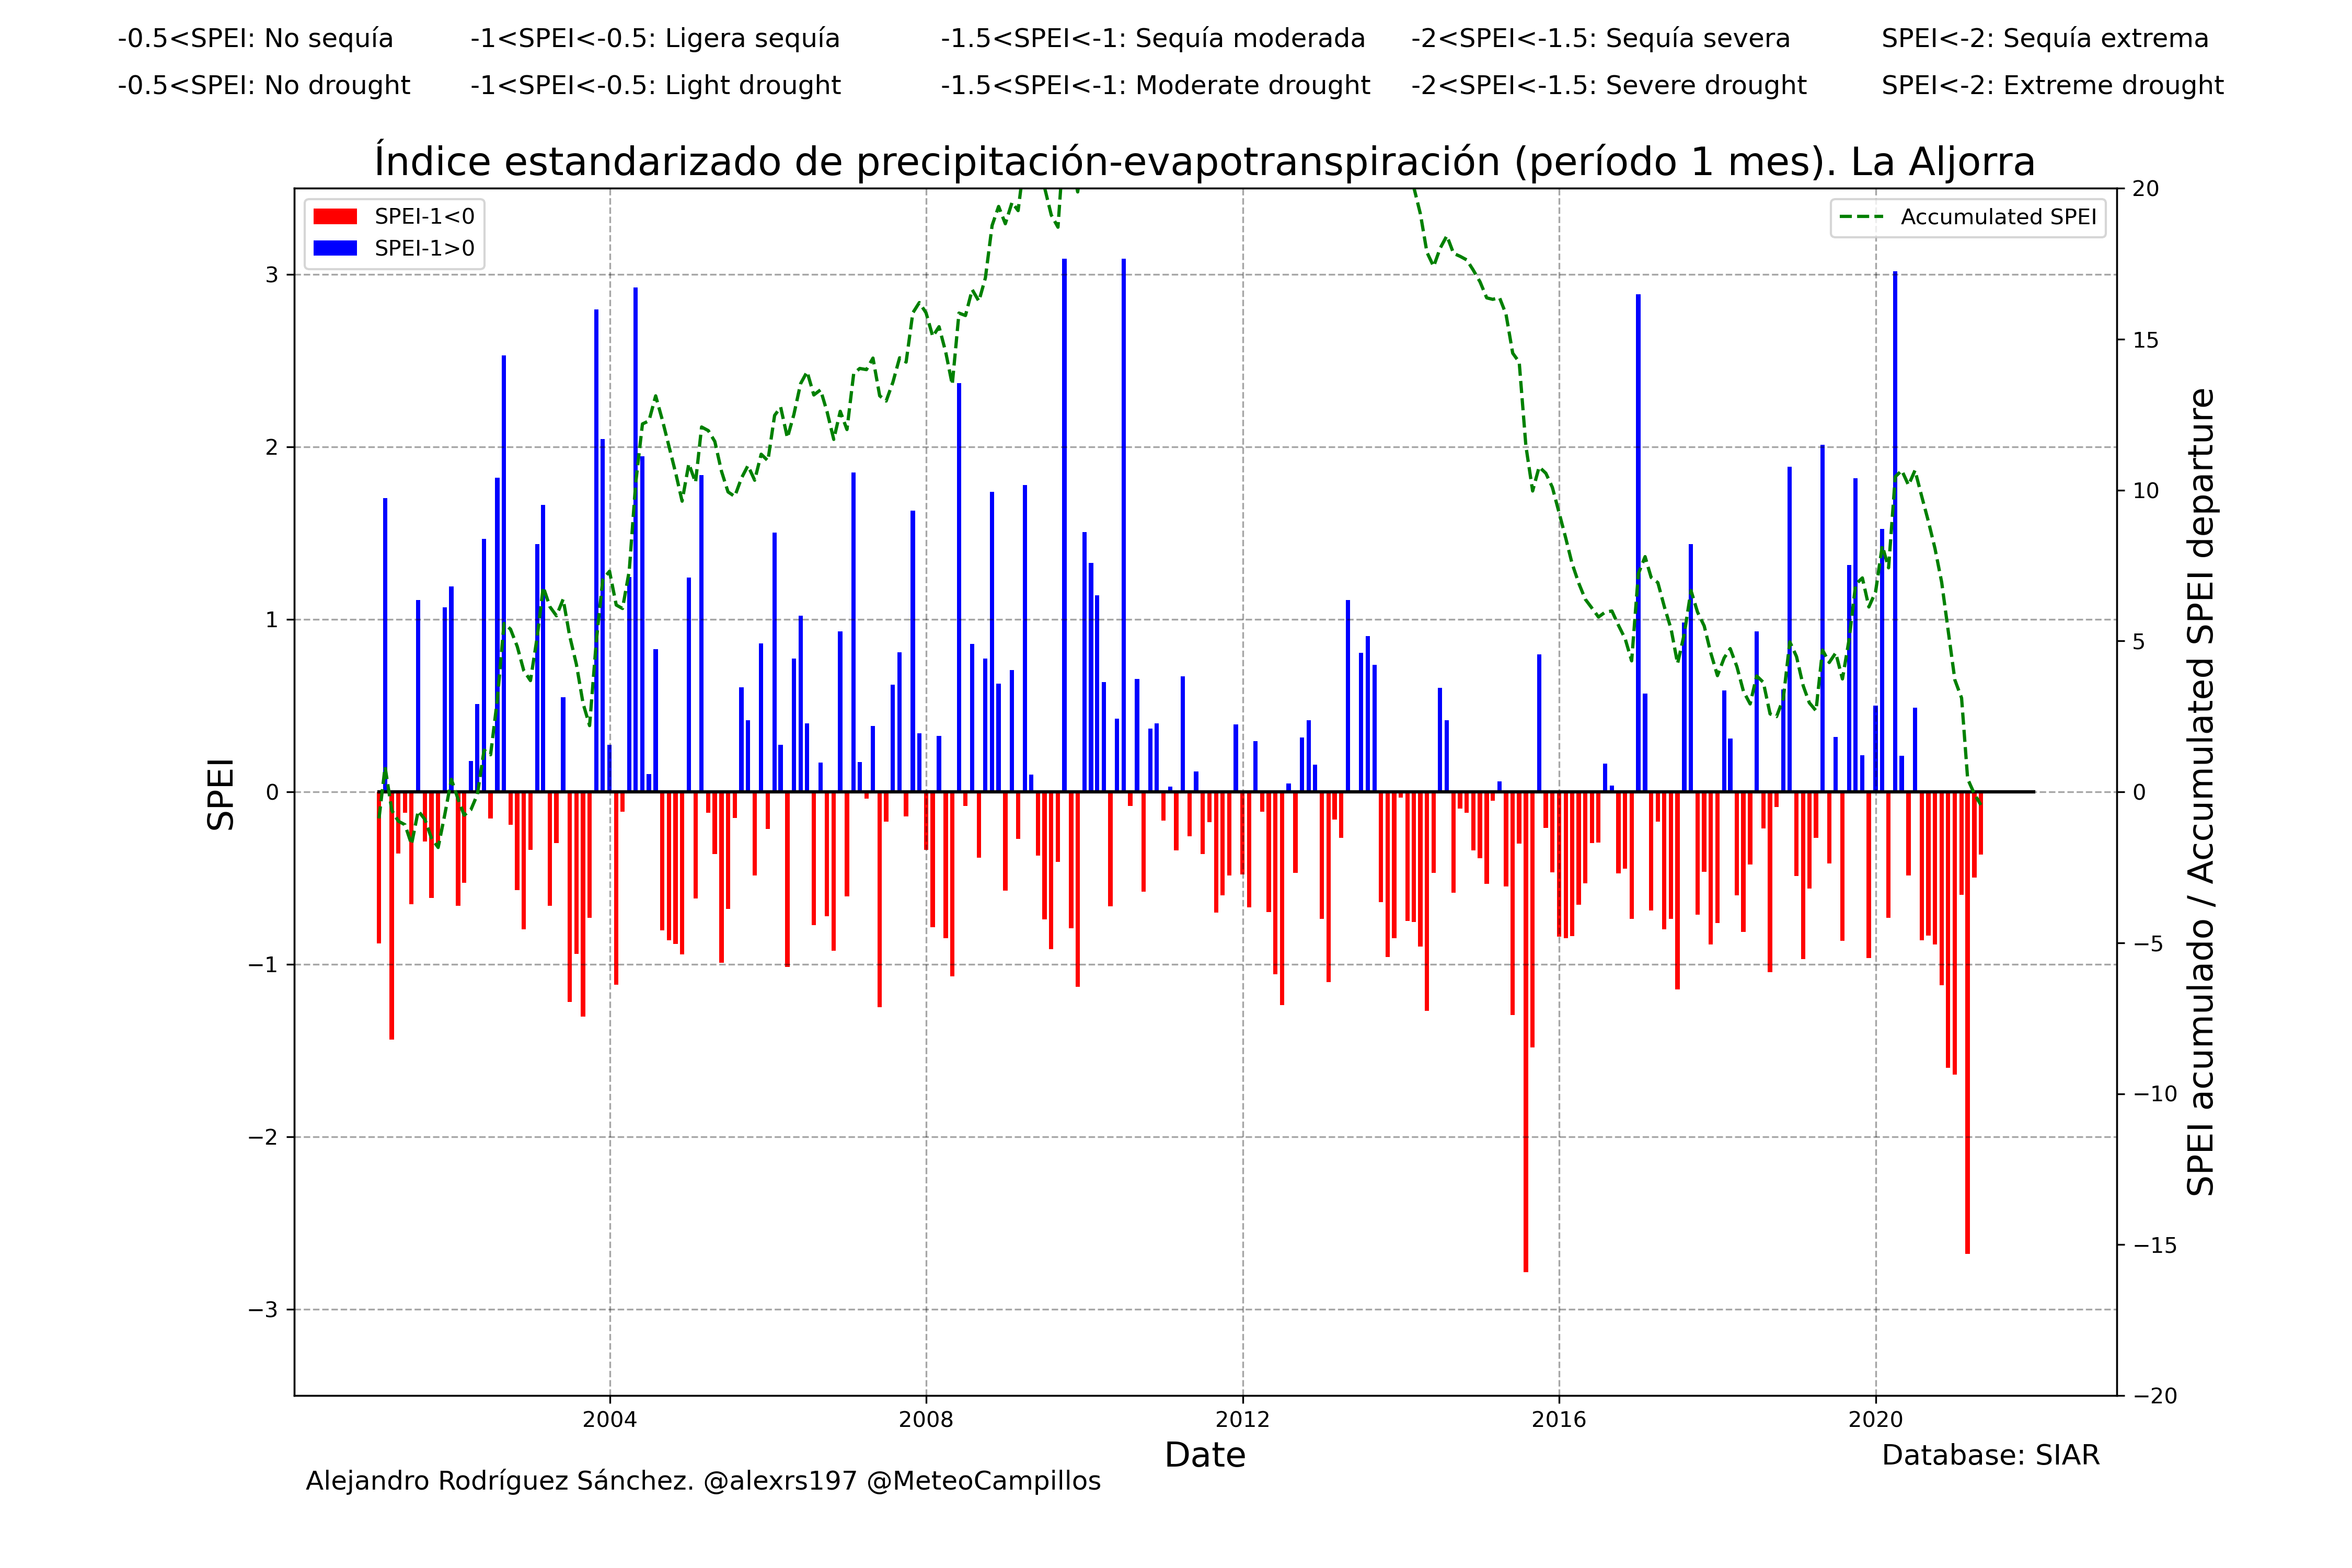 -0.5<SPEI: No sequía -1<SPEI<-0.5: Ligera sequía -1.5<SPEI<-1: Sequía moderada -2<SPEI<-1.5: Sequía severa SPEI<-2: Sequía extrema
-0.5<SPEI: No drought -1<SPEI<-0.5: Light drought -1.5<SPEI<-1: Moderate drought -2<SPEI<-1.5: Severe drought SPEI<-2: Extreme drought
Índice estandarizado de precipitación-evapotranspiración (período 1 mes). La Aljorra
SPEI-1<0
SPEI-1>0
Accumulated SPEI
SPEI
3
2
1
0
−1
−2
−3
20
15
10
5
0
−5
−10
−15
−20
SPEI acumulado / Accumulated SPEI departure
2004 2008 2012 2016 2020
Date
Database: SIAR
Alejandro Rodríguez Sánchez. @alexrs197 @MeteoCampillos